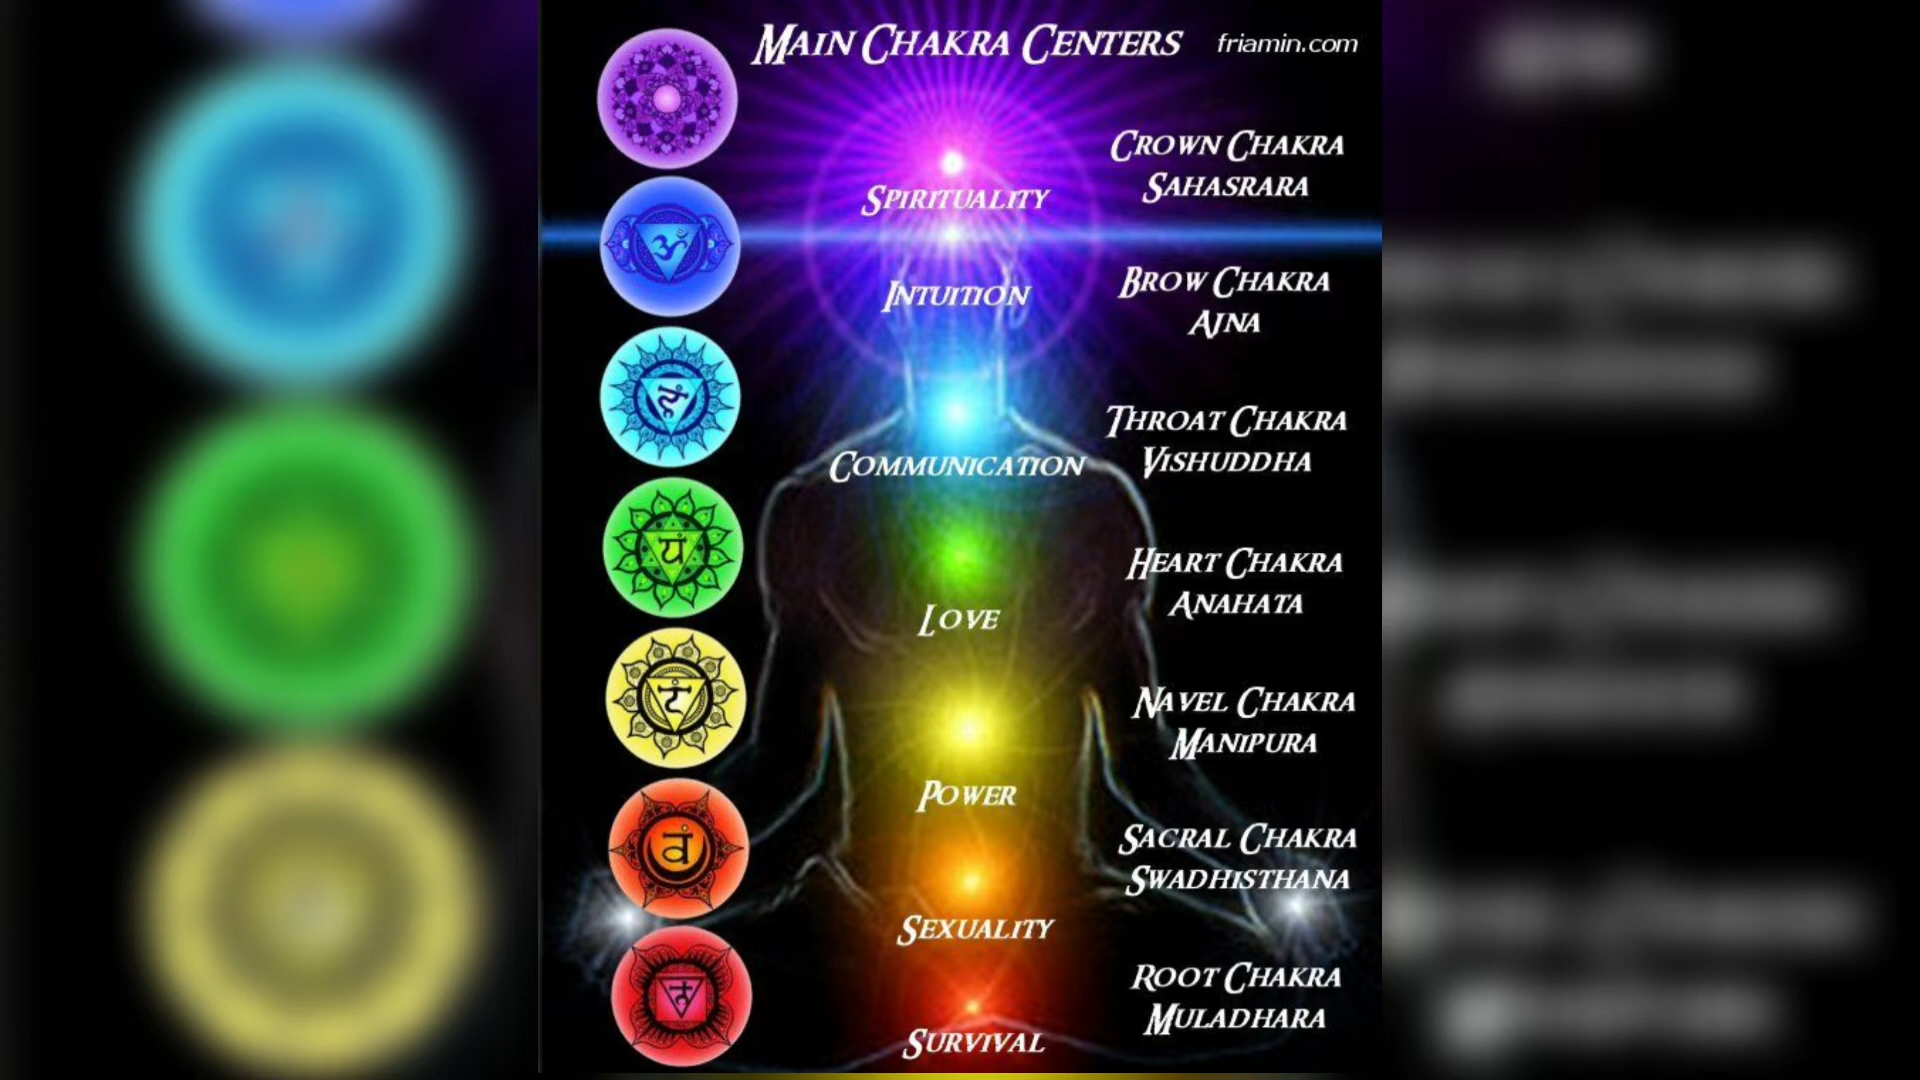 Main Chakra Centers
friamin.com
Crown Chakra
Sahasrara
Spirituality
Brow Chakra
Ajna
Intuition
ॐ
Throat Chakra
Vishuddha
Communication
Heart Chakra
Anahata
यं
Love
Navel Chakra
Manipura
Power
Sacral Chakra
Swadhisthana
वं
Sexuality
Root Chakra
Muladhara
Survival